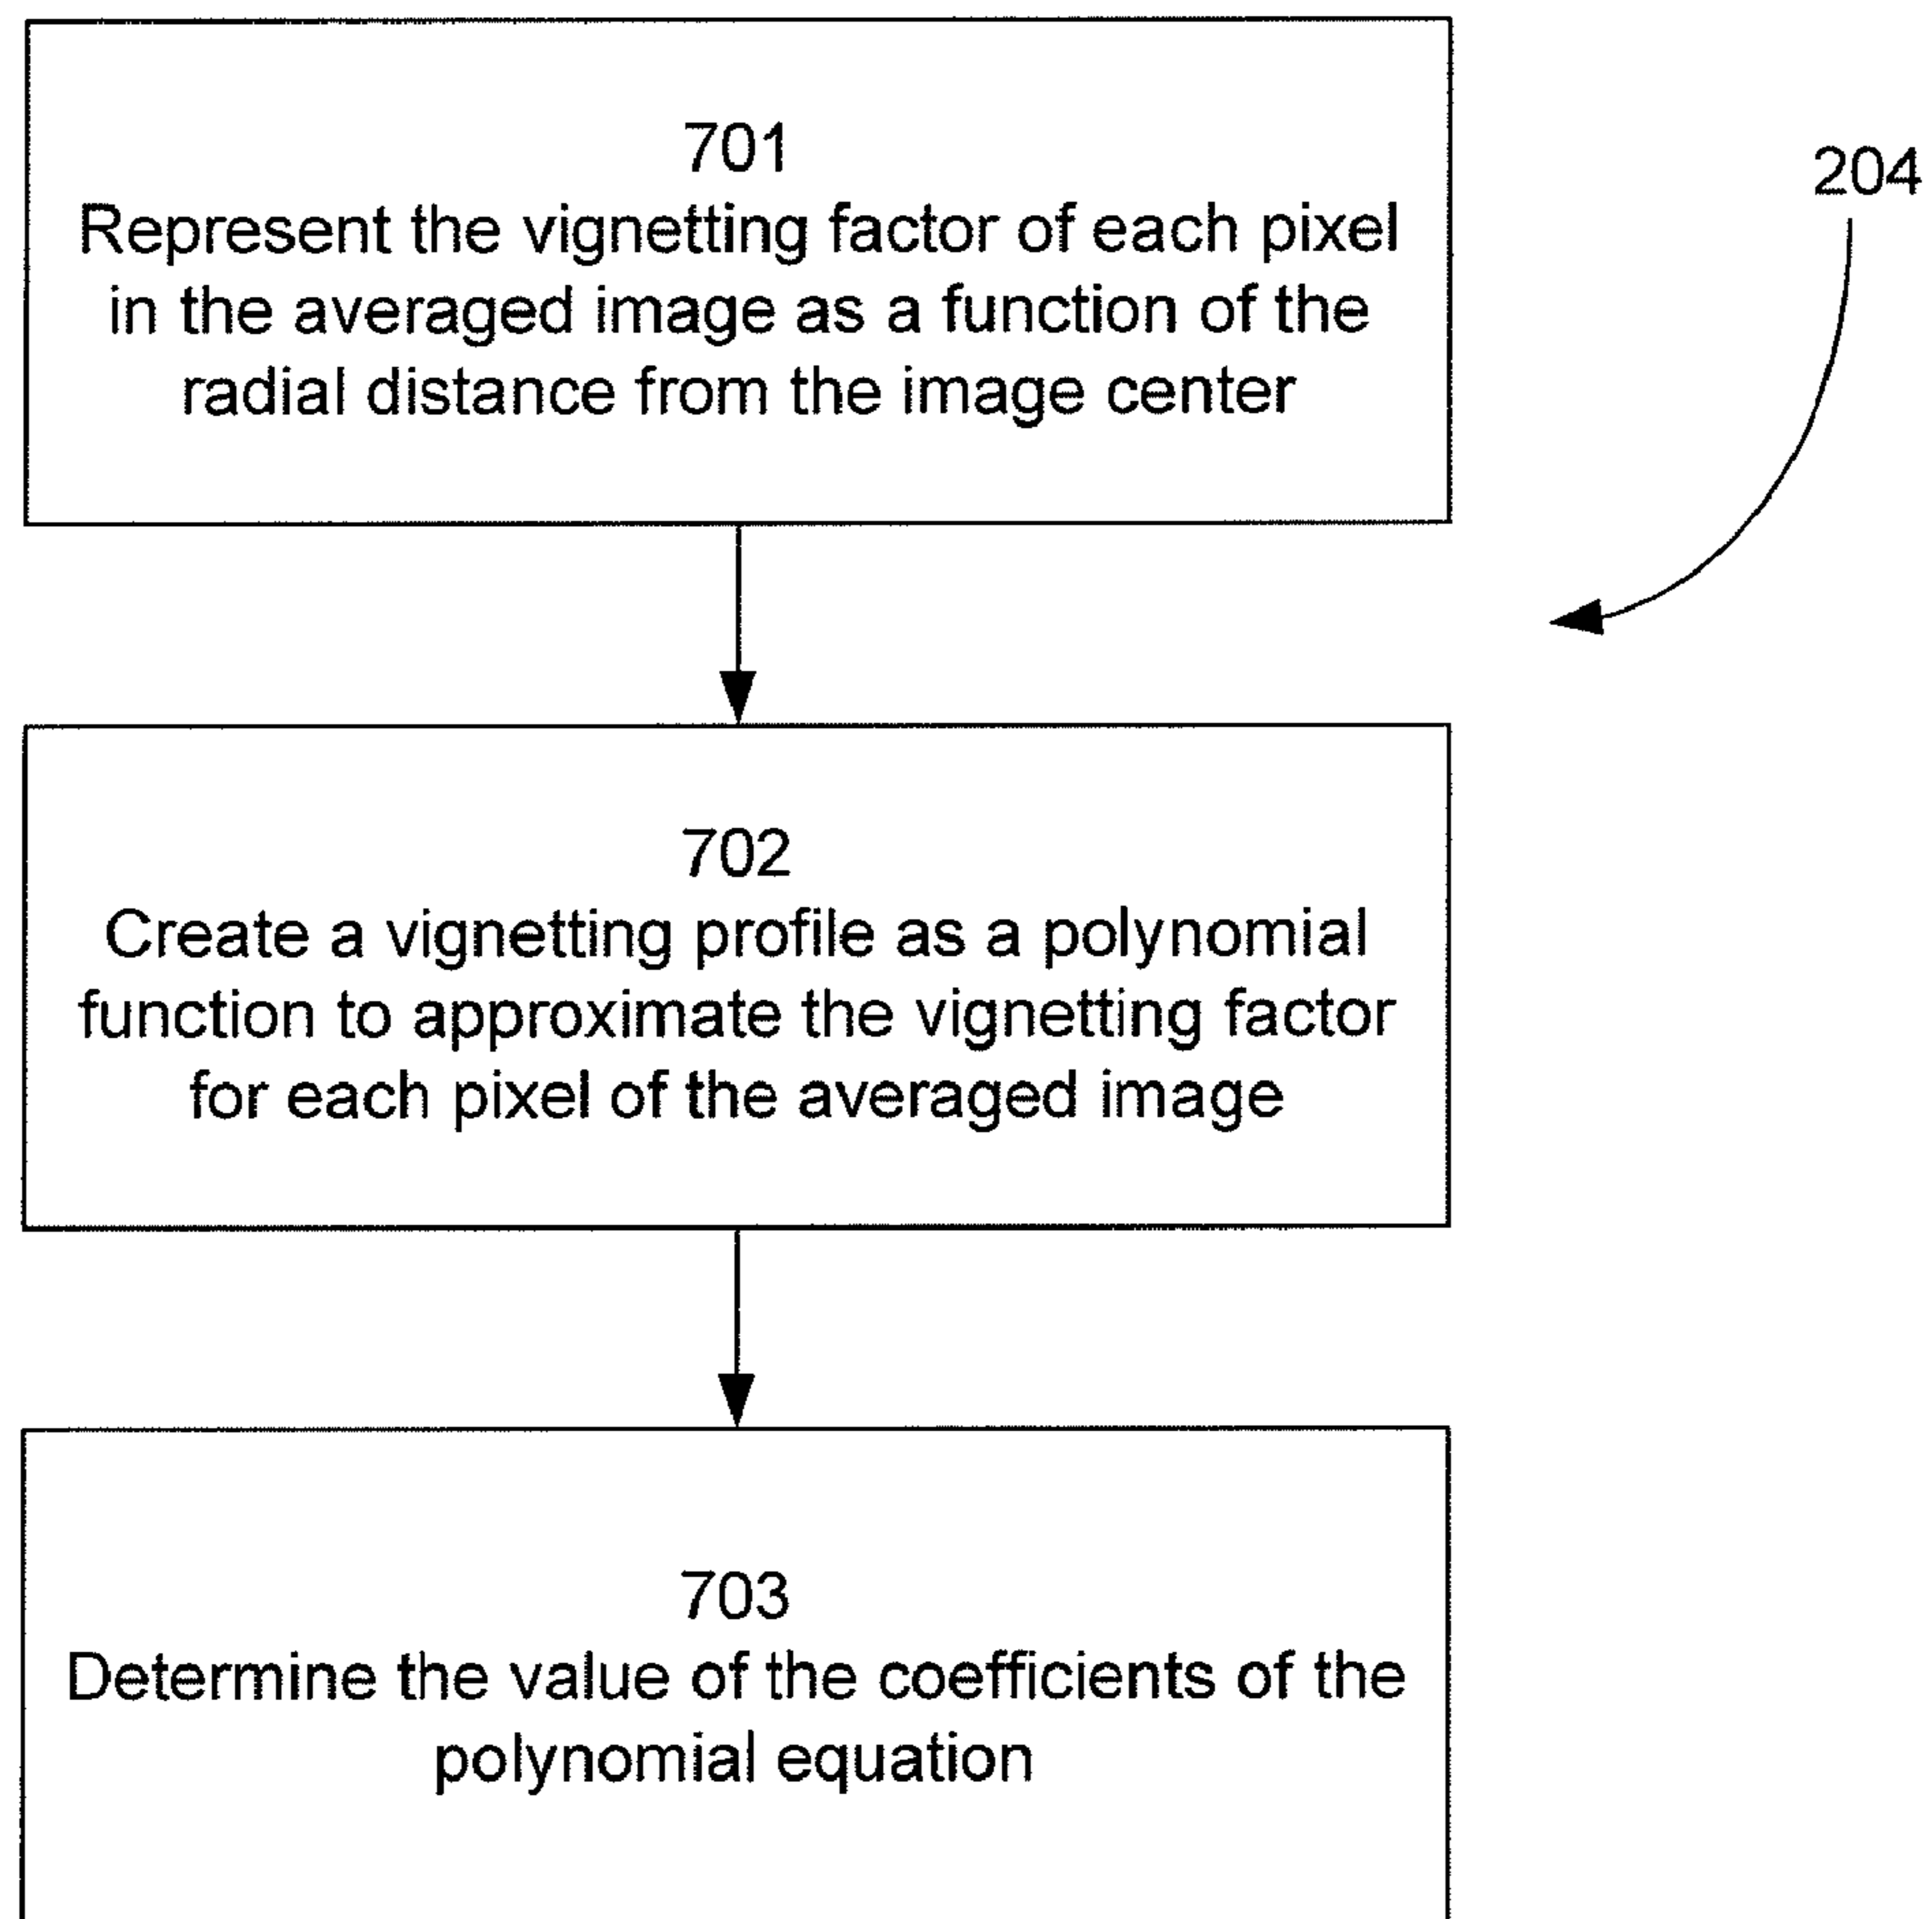 701
Represent the vignetting factor of each pixel
in the averaged image as a function of the
radial distance from the image center
204
702
Create a vignetting profile as a polynomial
function to approximate the vignetting factor
for each pixel of the averaged image
703
Determine the value of the coefficients of the
polynomial equation